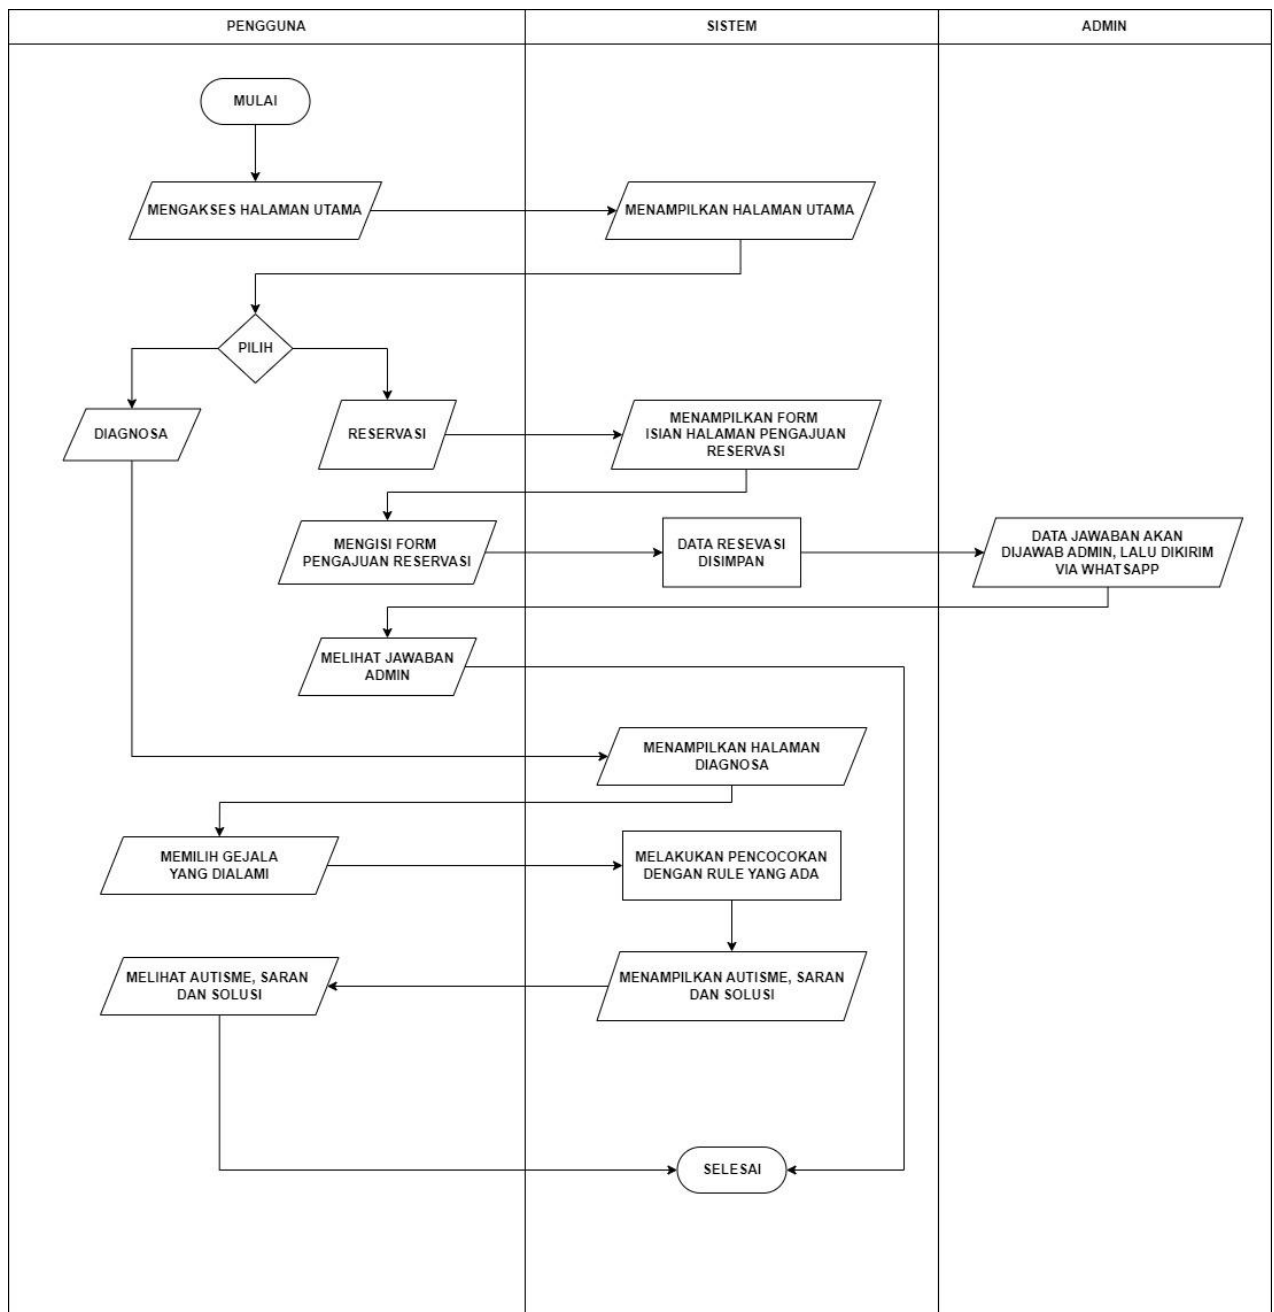 PENGGUNA
SISTEM
ADMIN
MULAI
MENGAKSES HALAMAN UTAMA
MENAMPILKAN HALAMAN UTAMA
PILIH
DIAGNOSA
RESERVASI
MENAMPILKAN FORM
ISIAN HALAMAN PENGAJUAN
RESERVASI
MENGISI FORM
PENGAJUAN RESERVASI
DATA RESEVASI
DISIMPAN
DATA JAWABAN AKAN
DIJAWAB ADMIN, LALU DIKIRIM
VIA WHATSAPP
MELIHAT JAWABAN
ADMIN
MENAMPILKAN HALAMAN
DIAGNOSA
MEMILIH GEJALA
YANG DIALAMI
MELAKUKAN PENCOCOKAN
DENGAN RULE YANG ADA
MELIHAT AUTISME, SARAN
DAN SOLUSI
MENAMPILKAN AUTISME, SARAN
DAN SOLUSI
SELESAI